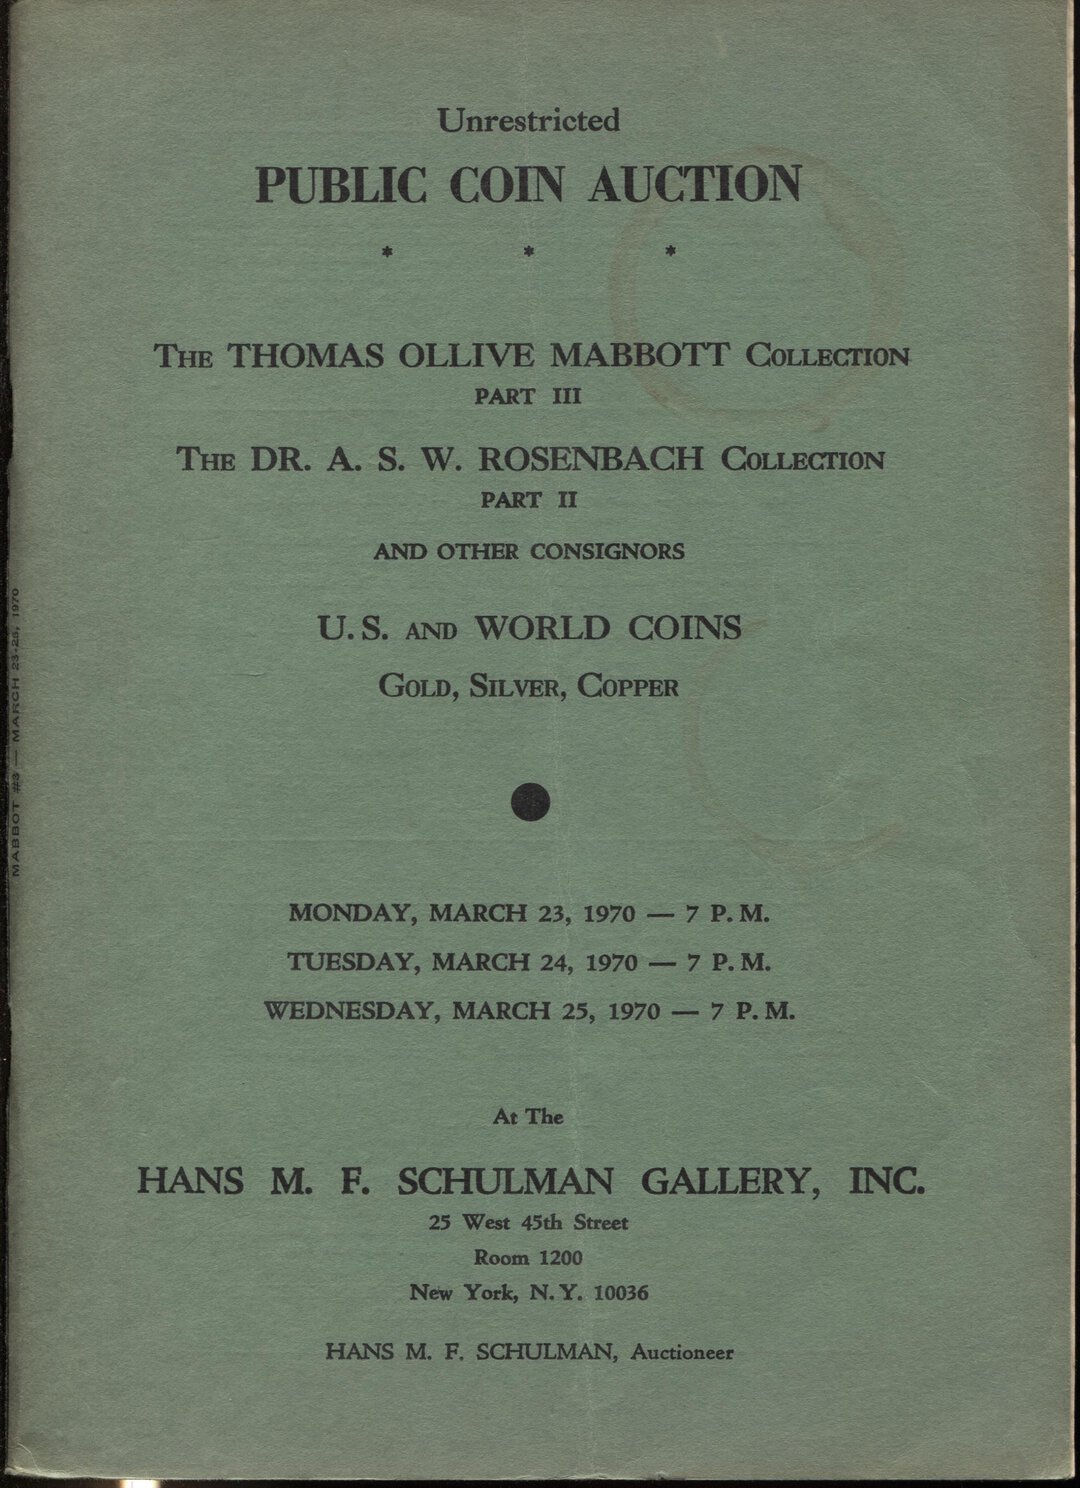 Unrestricted
PUBLIC COIN AUCTION
* * *
The THOMAS OLLIVE MABBOTT Collection
PART III
The DR. A. S. W. ROSENBACH Collection
PART II
AND OTHER CONSIGNORS
U. S. AND WORLD COINS
Gold, Silver, Copper
MONDAY, MARCH 23, 1970 — 7 P. M.
TUESDAY, MARCH 24, 1970 — 7 P. M.
WEDNESDAY, MARCH 25, 1970 — 7 P. M.
At The
HANS M. F. SCHULMAN GALLERY, INC.
25 West 45th Street
Room 1200
New York, N. Y. 10036
HANS M. F. SCHULMAN, Auctioneer
MABBOT #3 — MARCH 23-25, 1970